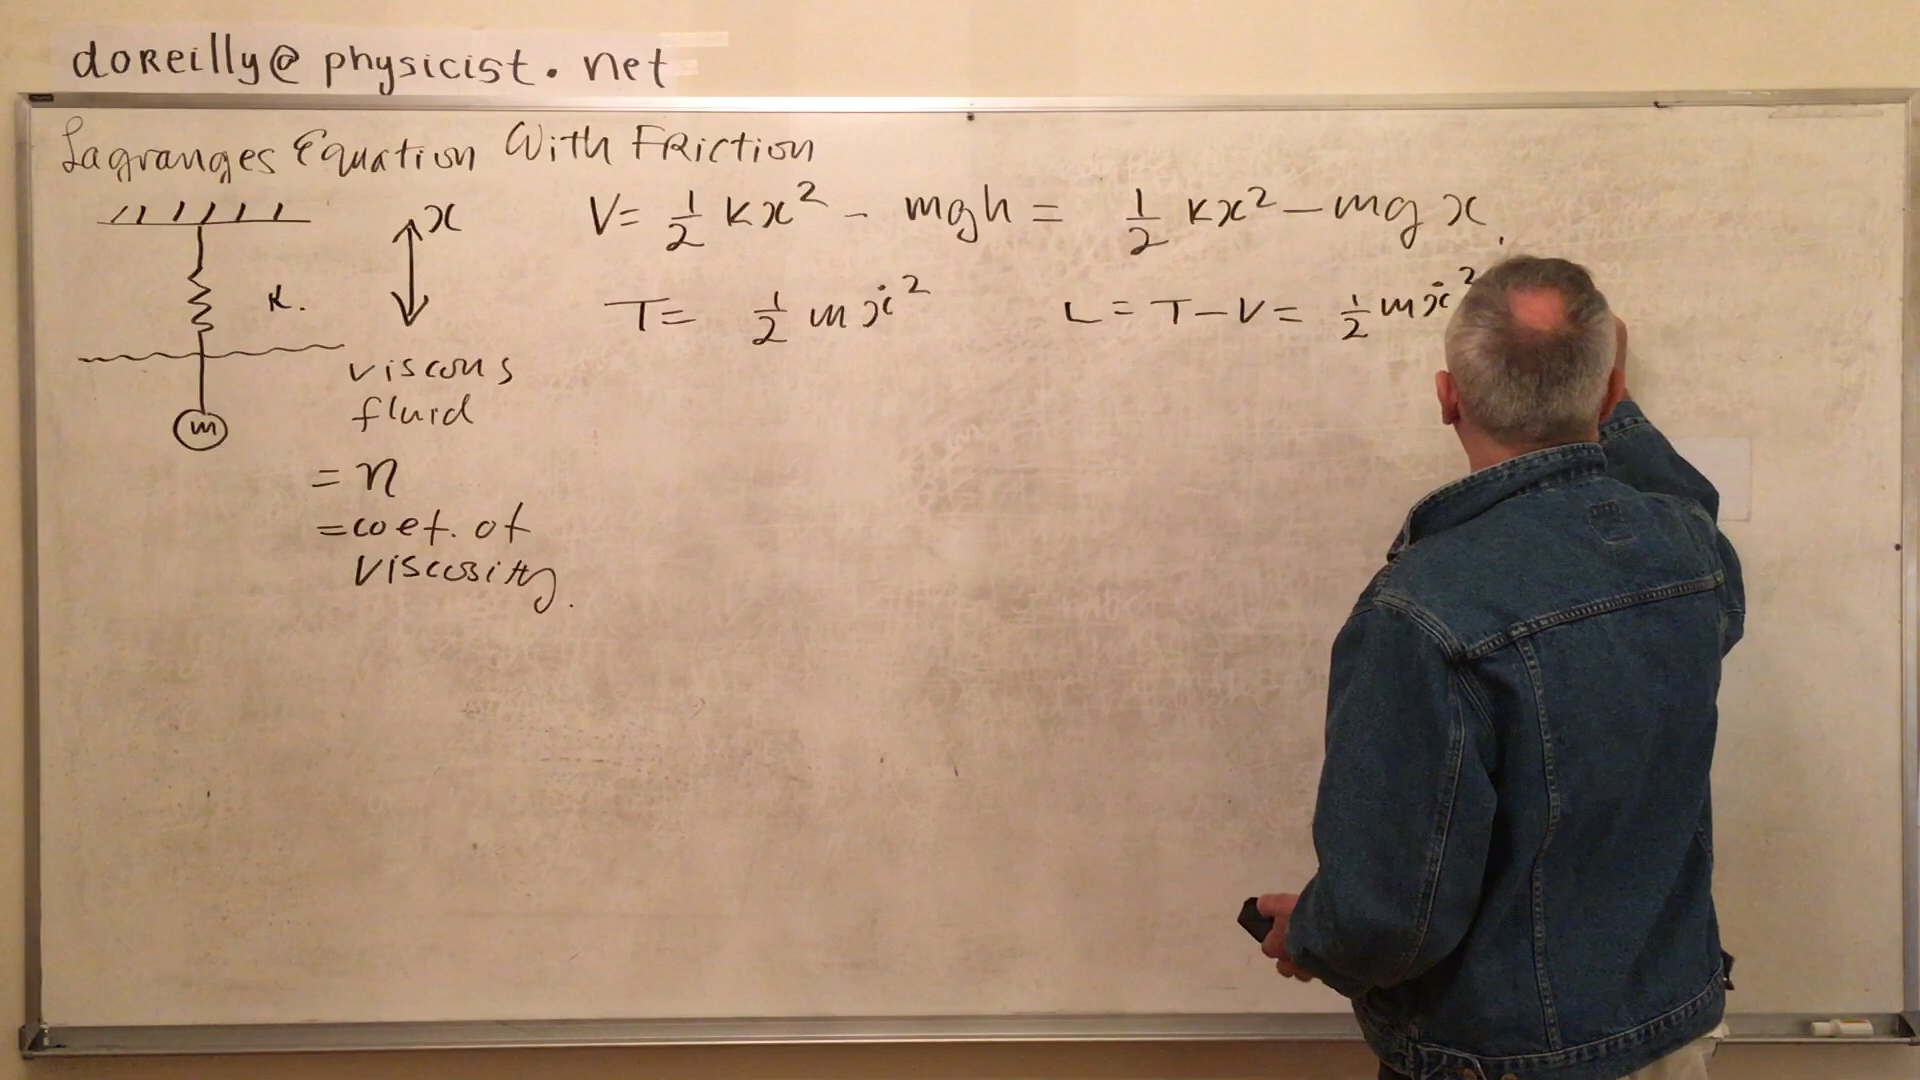 doreilly@physicist.net
Lagranges Equation With Friction
x
V = 1/2 kx² - mgh = 1/2 kx² - mgx.
k.
T = 1/2 mẋ²
L = T - V = 1/2 mẋ²
viscous
fluid
m
= η
= coef. of
viscosity.